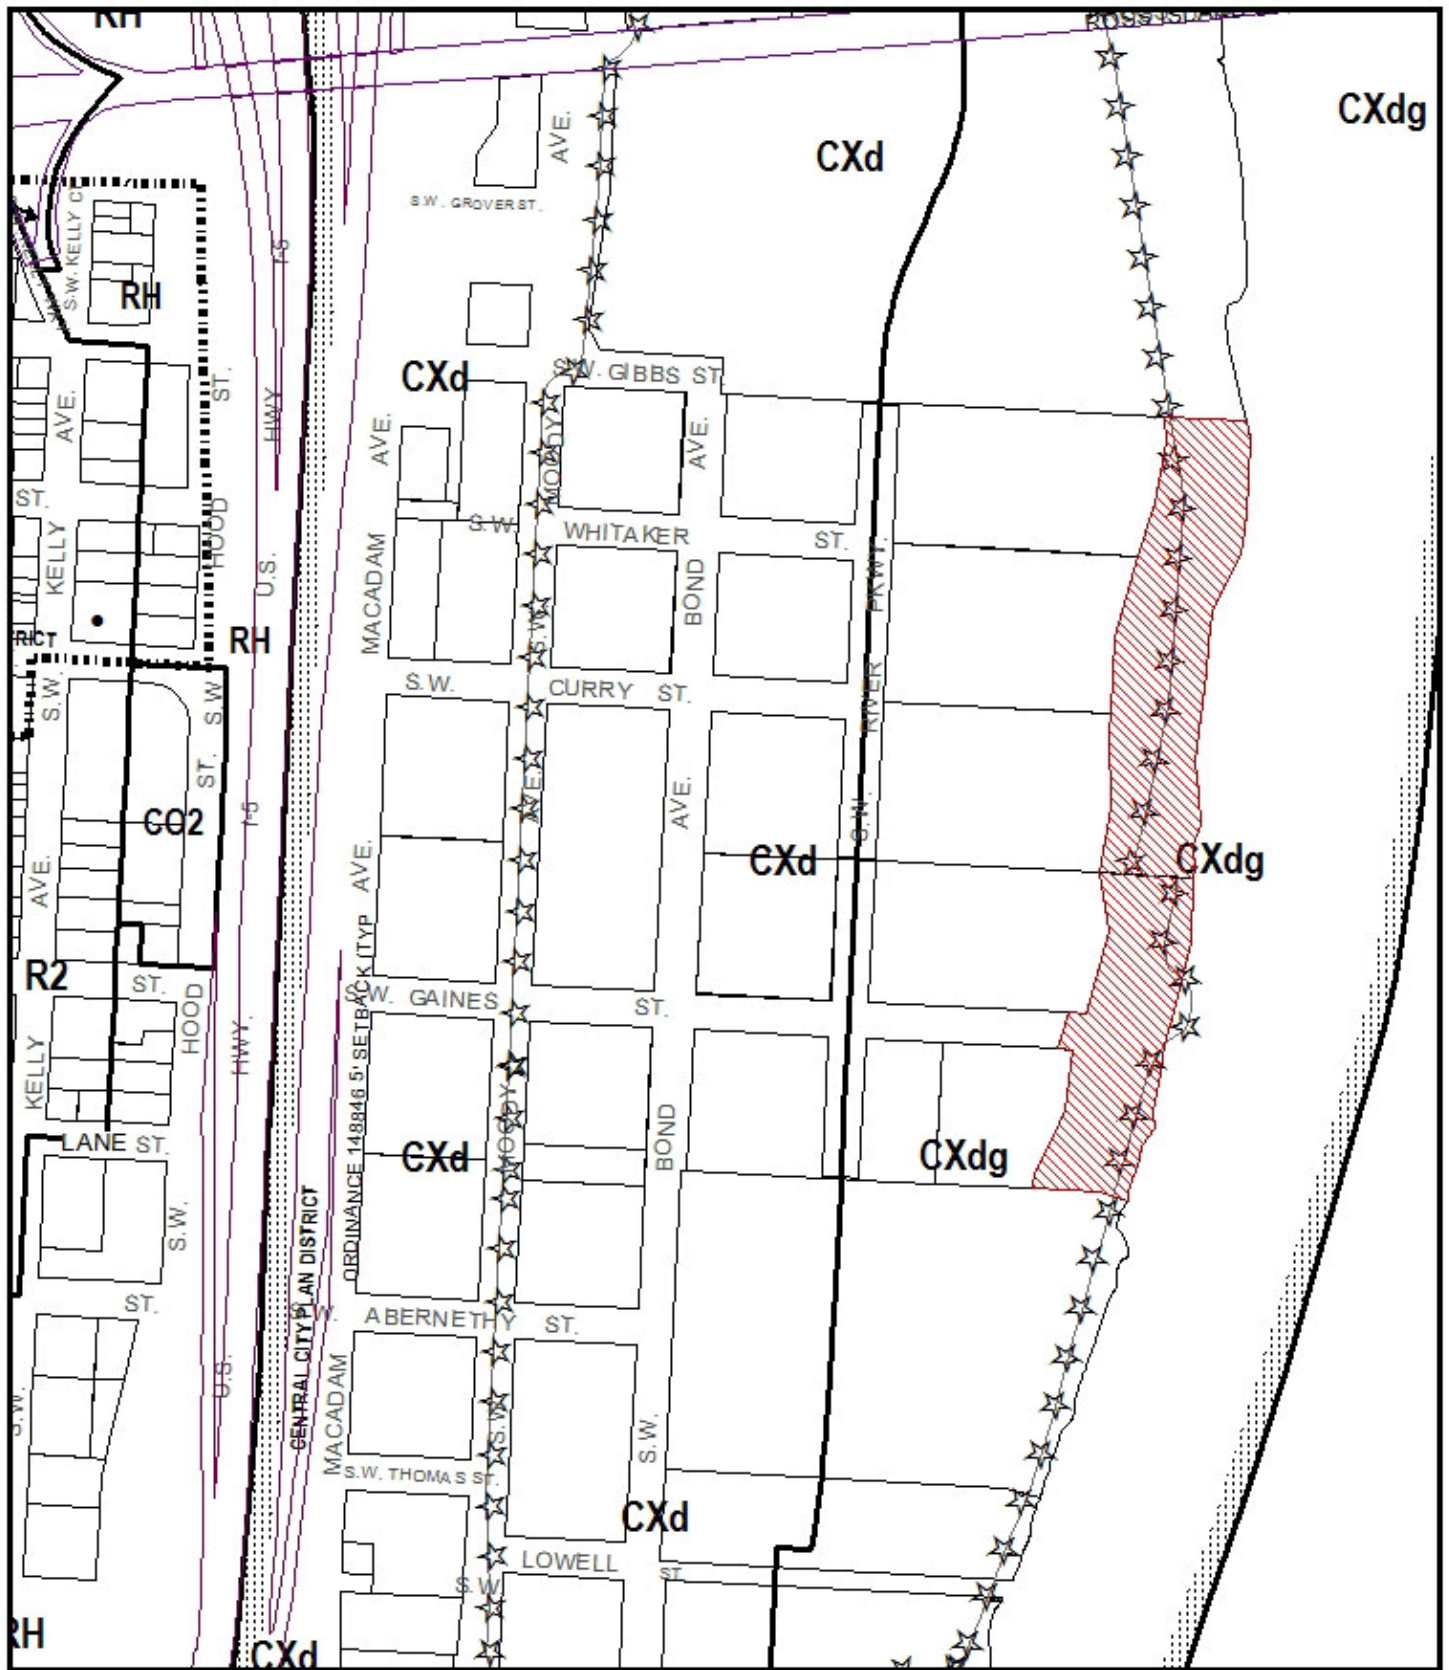 RH
CXdg
CXd
AVE.
S.W. GROVER ST.
S.W. KELLY CT
RH
I-5
CXd
S.W. GIBBS ST.
ST.
HWY
AVE.
AVE.
MOODY
AVE.
ST.
S.W.
WHITAKER
ST.
KELLY
HOOD
U.S.
MACADAM
BOND
PKWY.
RICT
RH
S.W.
S.W.
S.W.
S.W.
CURRY ST.
RIVER
ST.
AVE.
AVE.
S.W.
CO2
I-5
CXd
CXdg
AVE.
AVE.
R2
ST.
HOOD
S.W. GAINES
ST.
ORDINANCE 148846 5' SETBACK (TYP
HWY.
KELLY
MOODY
BOND
LANE ST.
CXd
CXdg
S.W.
CENTRAL CITY PLAN DISTRICT
ST.
S.W. ABERNETHY ST.
U.S.
MACADAM
S.W.
S.W.
S.W.
S.W. THOMAS ST.
CXd
LOWELL
ST.
S.W.
RH
CXd